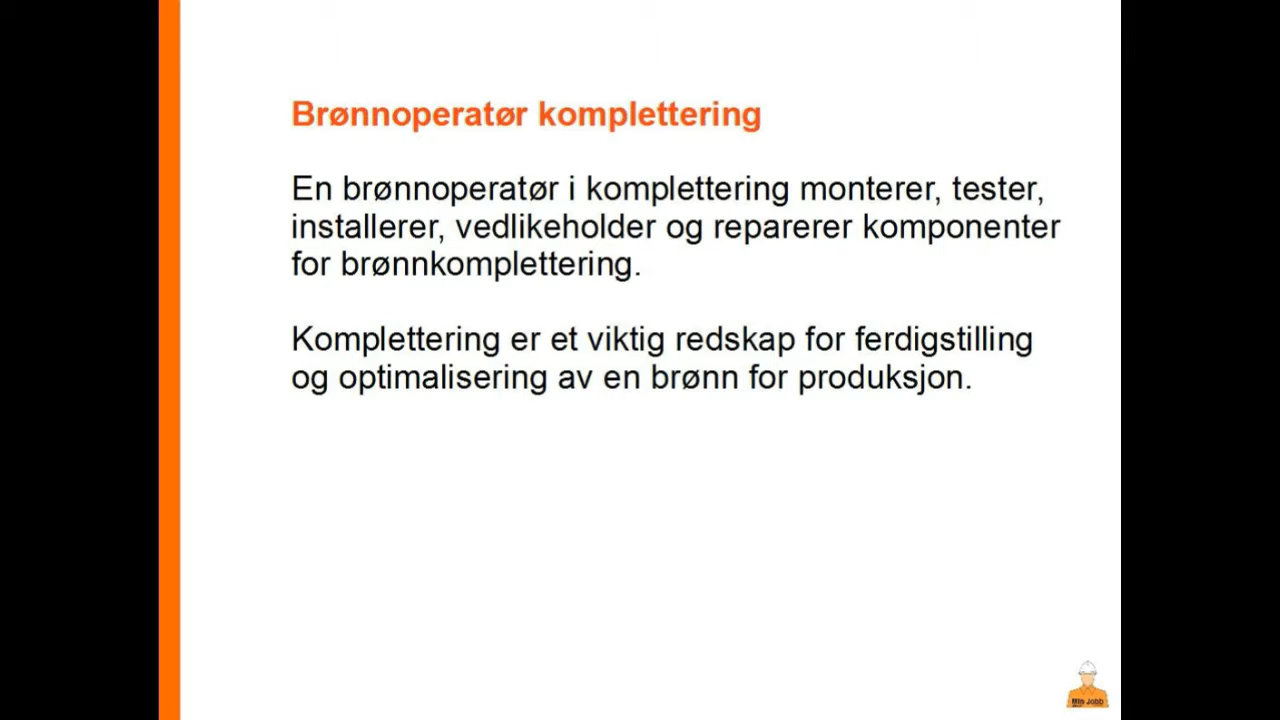 Brønnoperatør komplettering
En brønnoperatør i komplettering monterer, tester,
installerer, vedlikeholder og reparerer komponenter
for brønnkomplettering.
Komplettering er et viktig redskap for ferdigstilling
og optimalisering av en brønn for produksjon.
Min Jobb